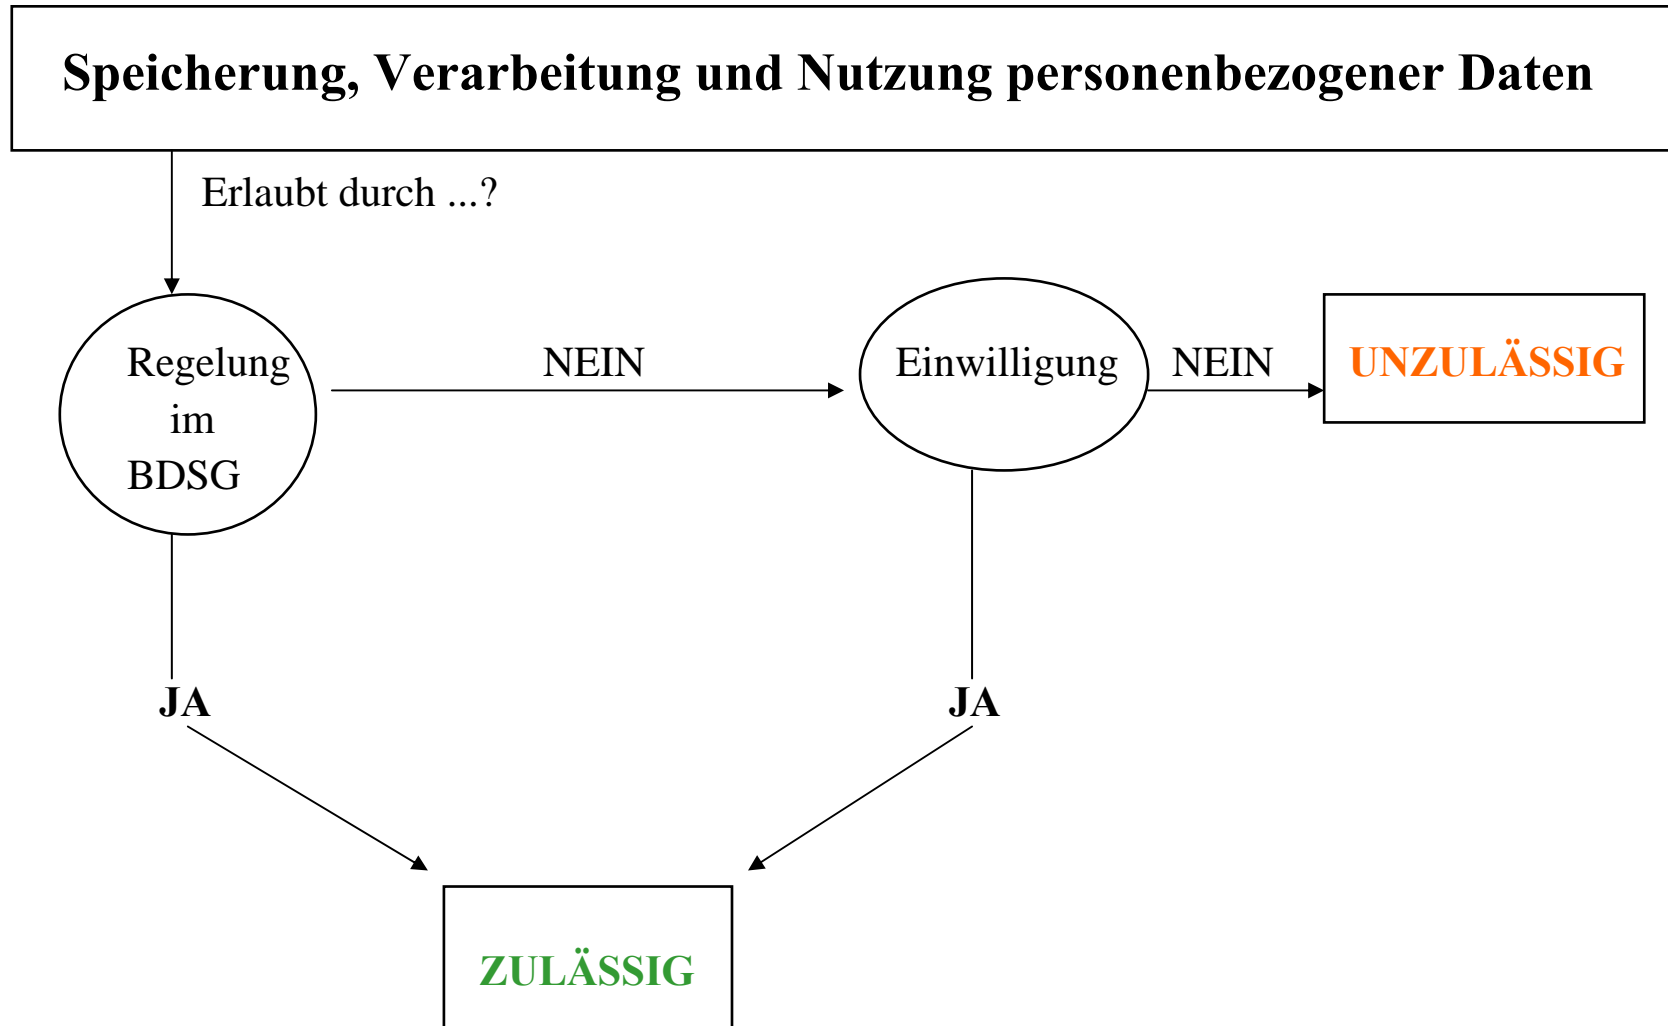 Speicherung, Verarbeitung und Nutzung personenbezogener Daten
Erlaubt durch ...?
Regelung
im
BDSG
NEIN
Einwilligung
NEIN
UNZULÄSSIG
JA
JA
ZULÄSSIG